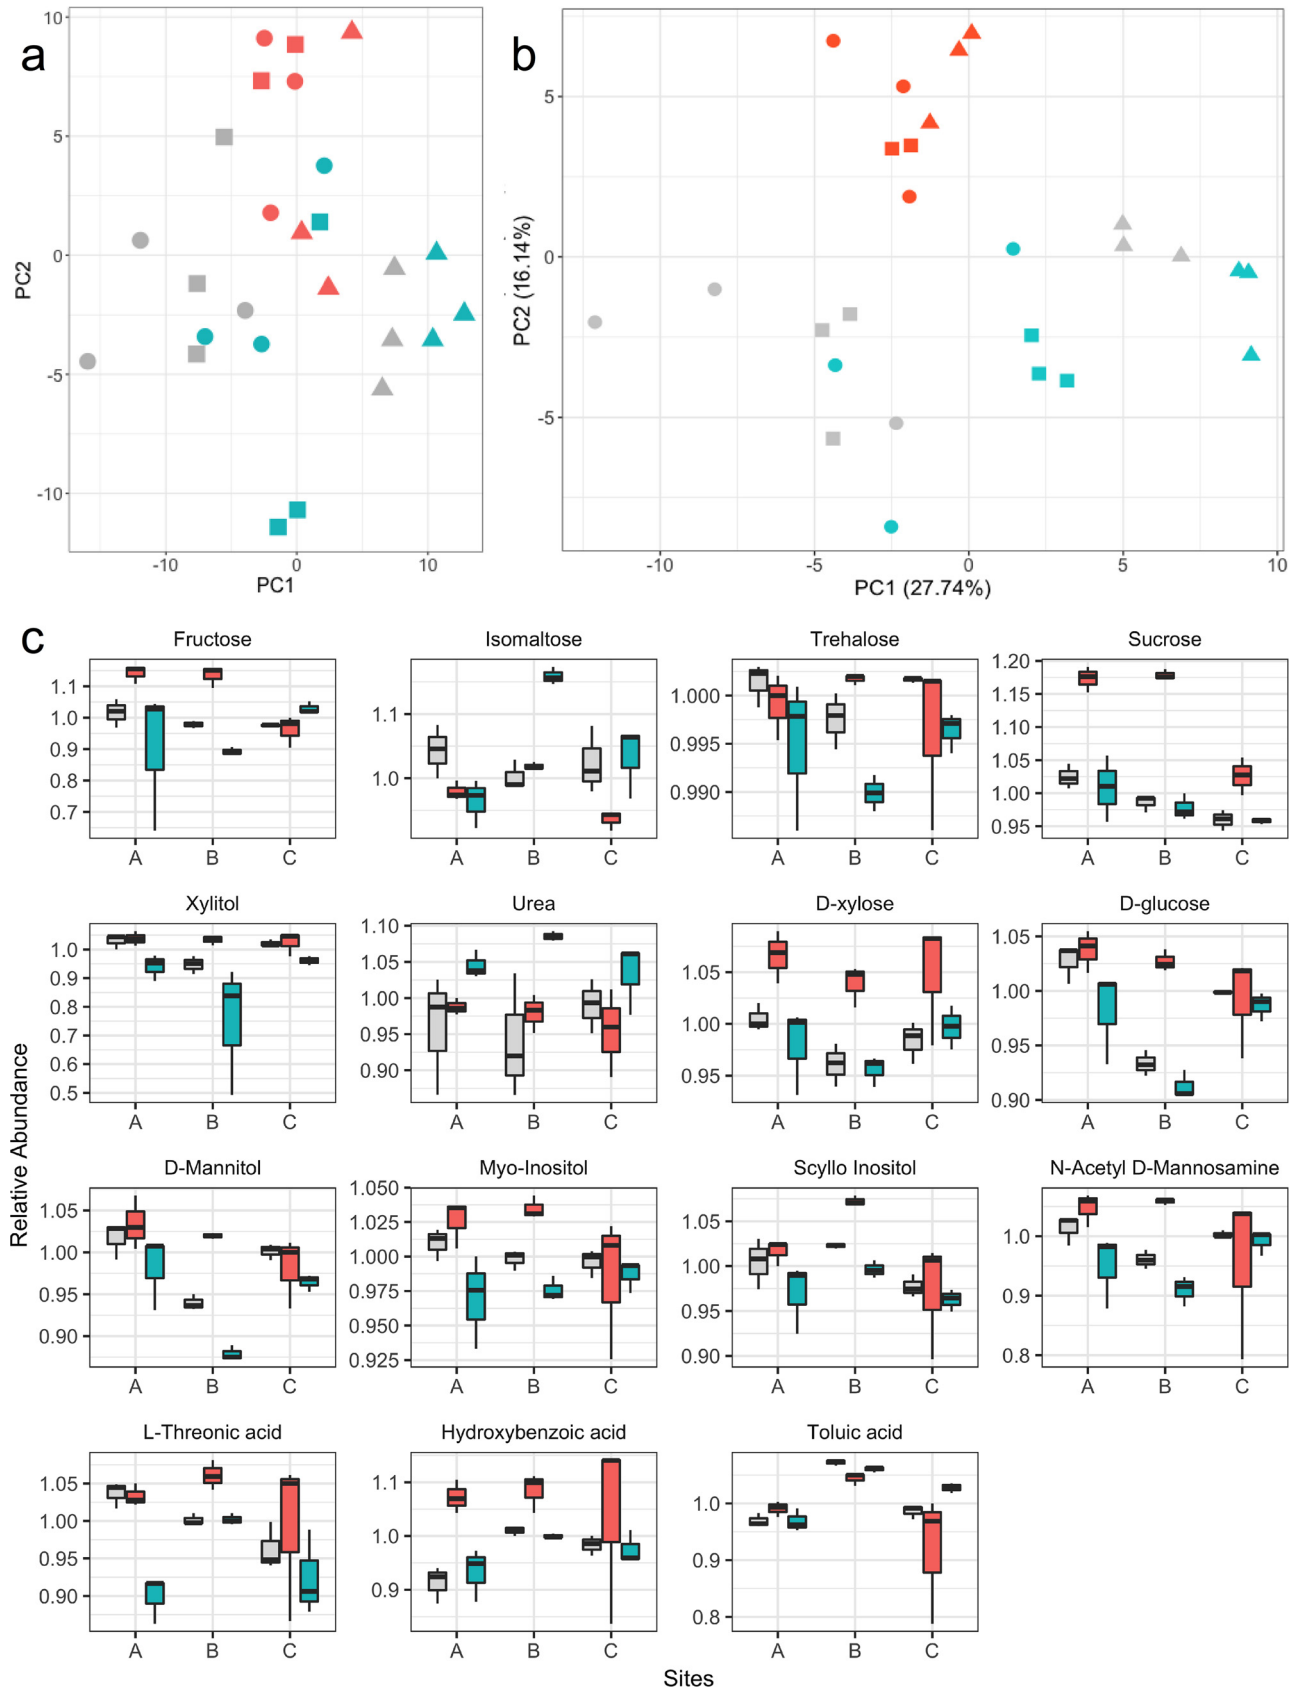 a
10
5
0
-5
-10
PC2
-10 0 10
PC1
b
5
0
-5
PC2 (16.14%)
-10 -5 0 5 10
PC1 (27.74%)
c
Relative Abundance
Fructose
1.1
1.0
0.9
0.8
0.7
A B C
Isomaltose
1.1
1.0
A B C
Trehalose
1.000
0.995
0.990
A B C
Sucrose
1.20
1.15
1.10
1.05
1.00
0.95
A B C
Xylitol
1.0
0.9
0.8
0.7
0.6
0.5
A B C
Urea
1.10
1.05
1.00
0.95
0.90
A B C
D-xylose
1.05
1.00
0.95
A B C
D-glucose
1.05
1.00
0.95
0.90
A B C
D-Mannitol
1.05
1.00
0.95
0.90
A B C
Myo-Inositol
1.050
1.025
1.000
0.975
0.950
0.925
A B C
Scyllo Inositol
1.05
1.00
0.95
0.90
A B C
N-Acetyl D-Mannosamine
1.0
0.9
0.8
A B C
L-Threonic acid
1.05
1.00
0.95
0.90
A B C
Hydroxybenzoic acid
1.1
1.0
0.9
A B C
Toluic acid
1.0
0.9
0.8
A B C
Sites